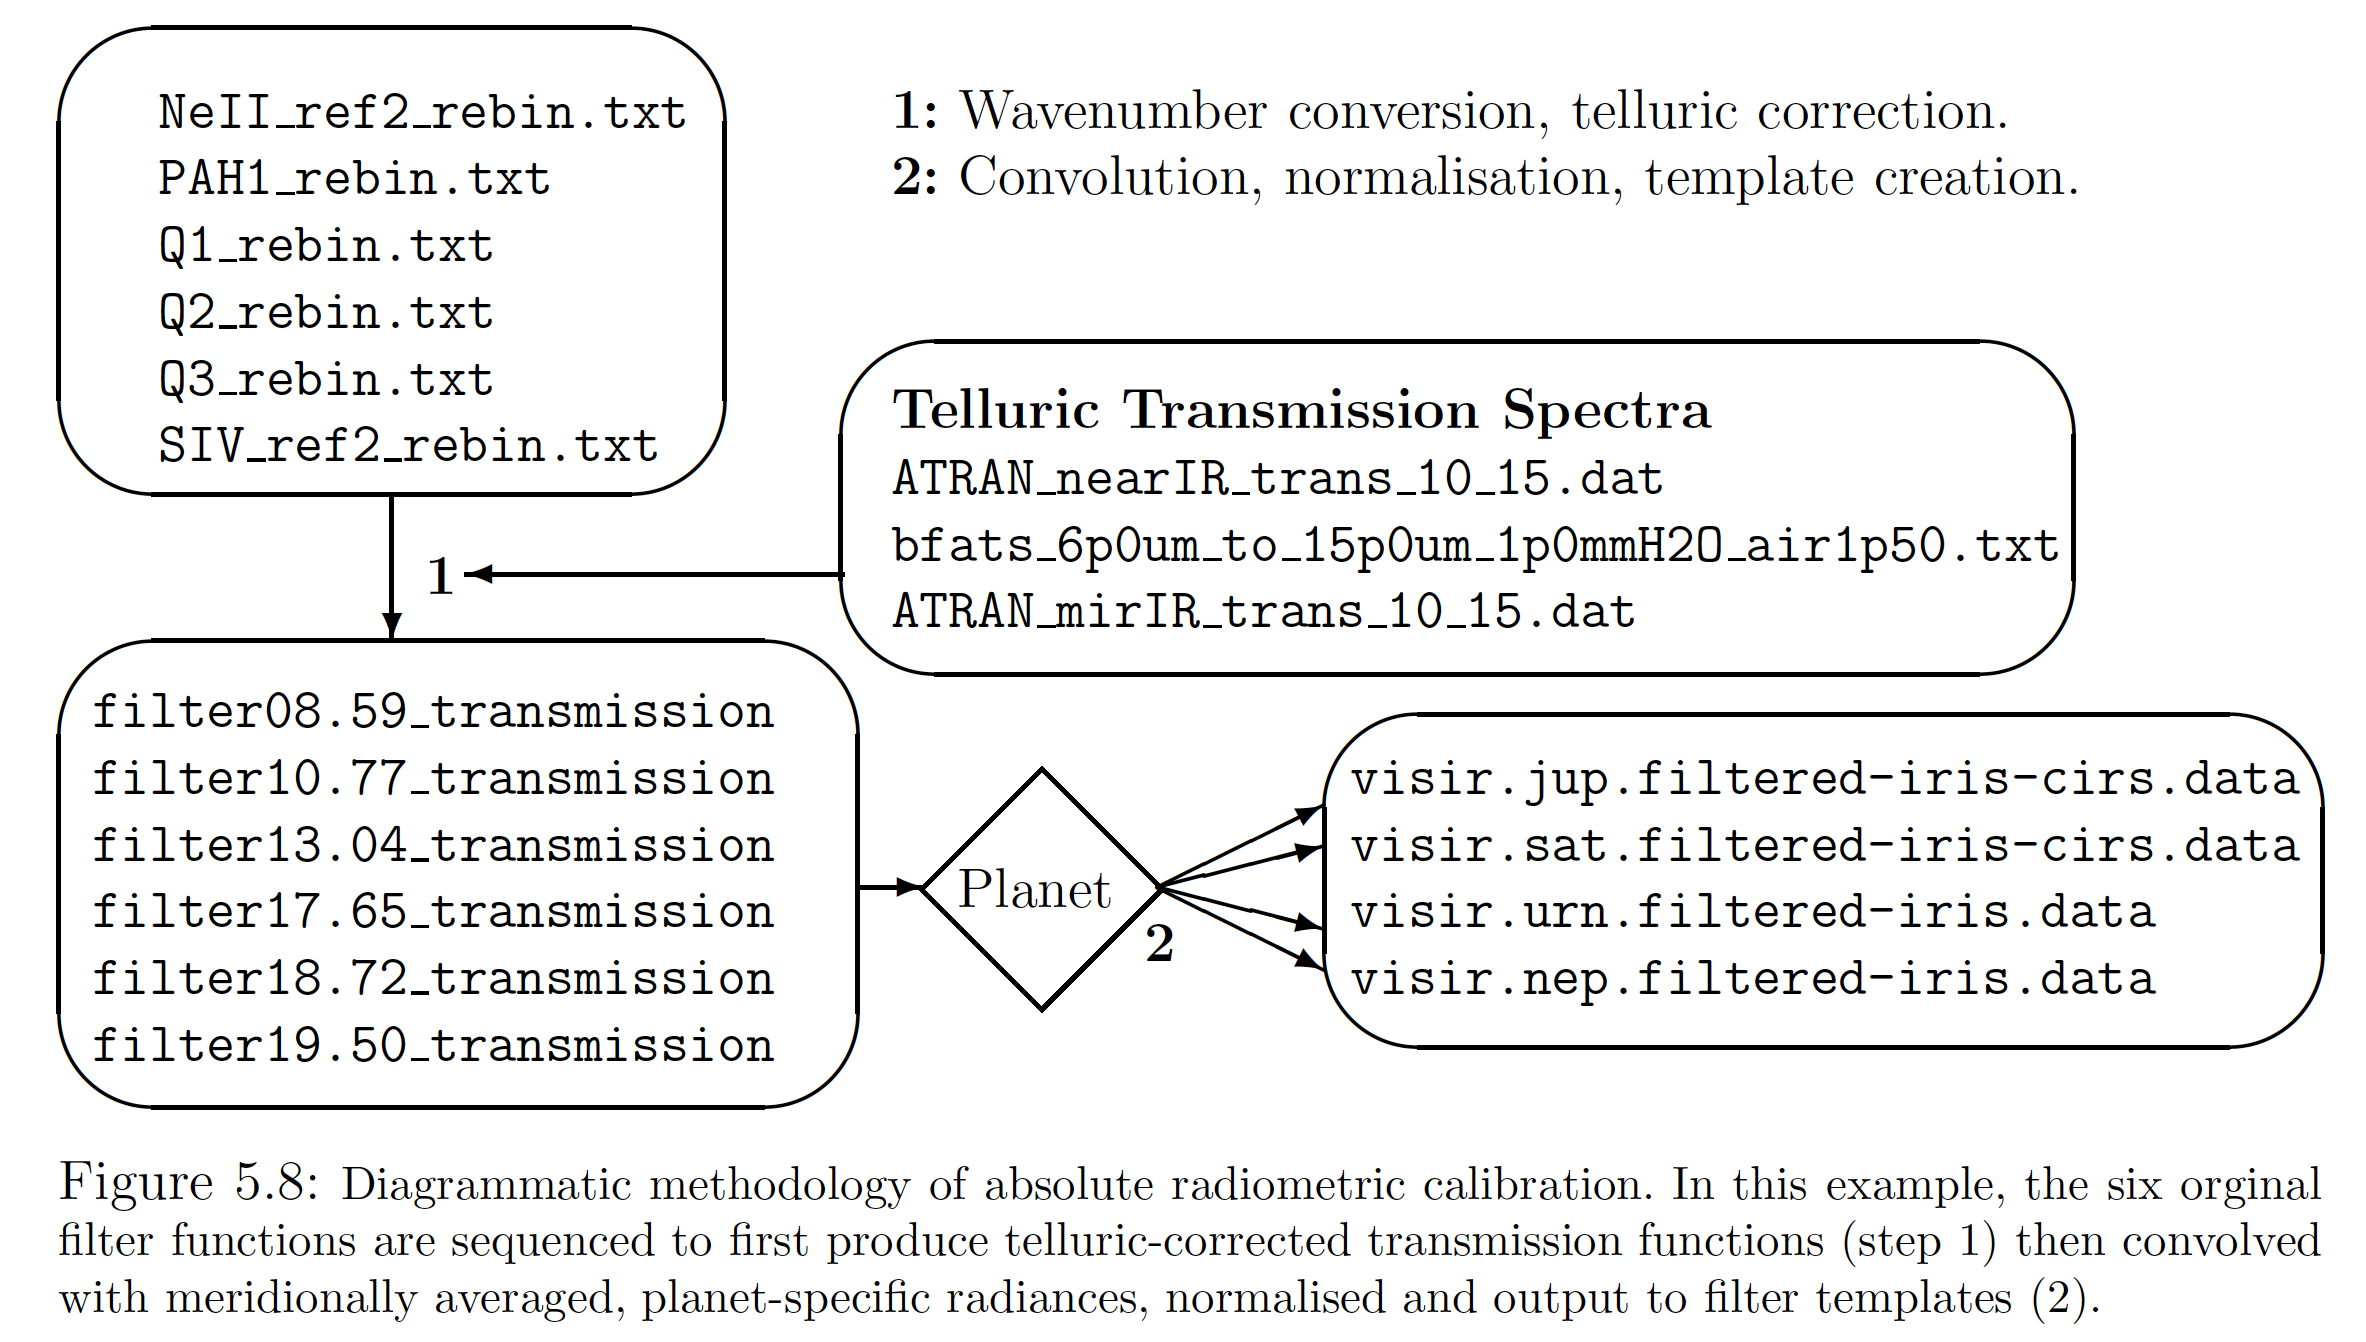 NeII_ref2_rebin.txt
PAH1_rebin.txt
Q1_rebin.txt
Q2_rebin.txt
Q3_rebin.txt
SIV_ref2_rebin.txt
1: Wavenumber conversion, telluric correction.
2: Convolution, normalisation, template creation.
Telluric Transmission Spectra
ATRAN_nearIR_trans_10_15.dat
bfats_6p0um_to_15p0um_1p0mmH2O_air1p50.txt
ATRAN_mirIR_trans_10_15.dat
1
filter08.59_transmission
filter10.77_transmission
filter13.04_transmission
filter17.65_transmission
filter18.72_transmission
filter19.50_transmission
Planet
2
visir.jup.filtered-iris-cirs.data
visir.sat.filtered-iris-cirs.data
visir.urn.filtered-iris.data
visir.nep.filtered-iris.data
Figure 5.8: Diagrammatic methodology of absolute radiometric calibration. In this example, the six orginal
filter functions are sequenced to first produce telluric-corrected transmission functions (step 1) then convolved
with meridionally averaged, planet-specific radiances, normalised and output to filter templates (2).